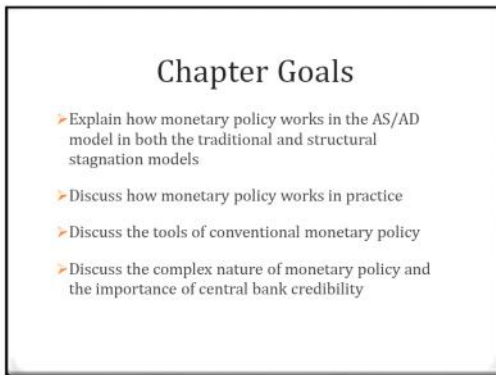 Chapter Goals
Explain how monetary policy works in the AS/AD
model in both the traditional and structural
stagnation models
Discuss how monetary policy works in practice
Discuss the tools of conventional monetary policy
Discuss the complex nature of monetary policy and
the importance of central bank credibility